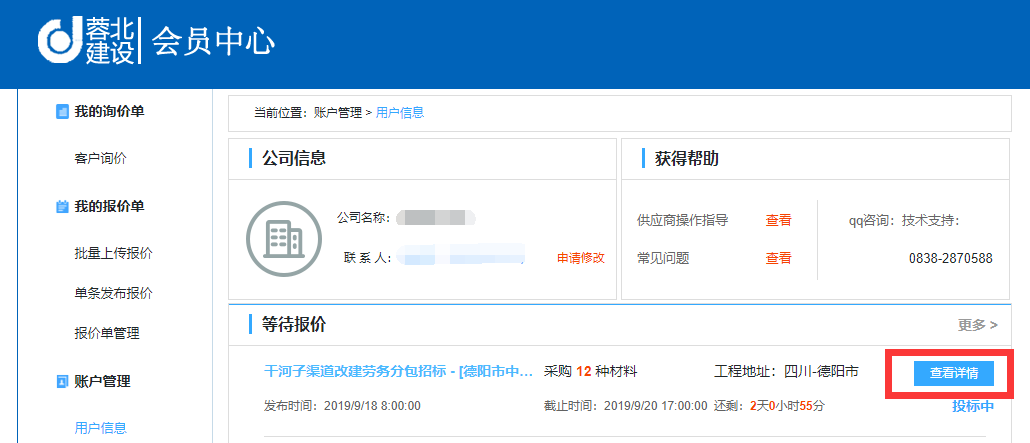 蓉北
建设
会员中心
我的询价单
客户询价
我的报价单
批量上传报价
单条发布报价
报价单管理
账户管理
用户信息
当前位置：账户管理 > 用户信息
公司信息
公司名称：
联 系 人：
申请修改
获得帮助
供应商操作指导 查看
常见问题 查看
qq咨询：技术支持：
0838-2870588
等待报价 更多 >
干河子渠道改建劳务分包招标 - [德阳市中... 采购 12 种材料 工程地址：四川-德阳市 查看详情
发布时间：2019/9/18 8:00:00 截止时间：2019/9/20 17:00:00 还剩：2天0小时55分 投标中